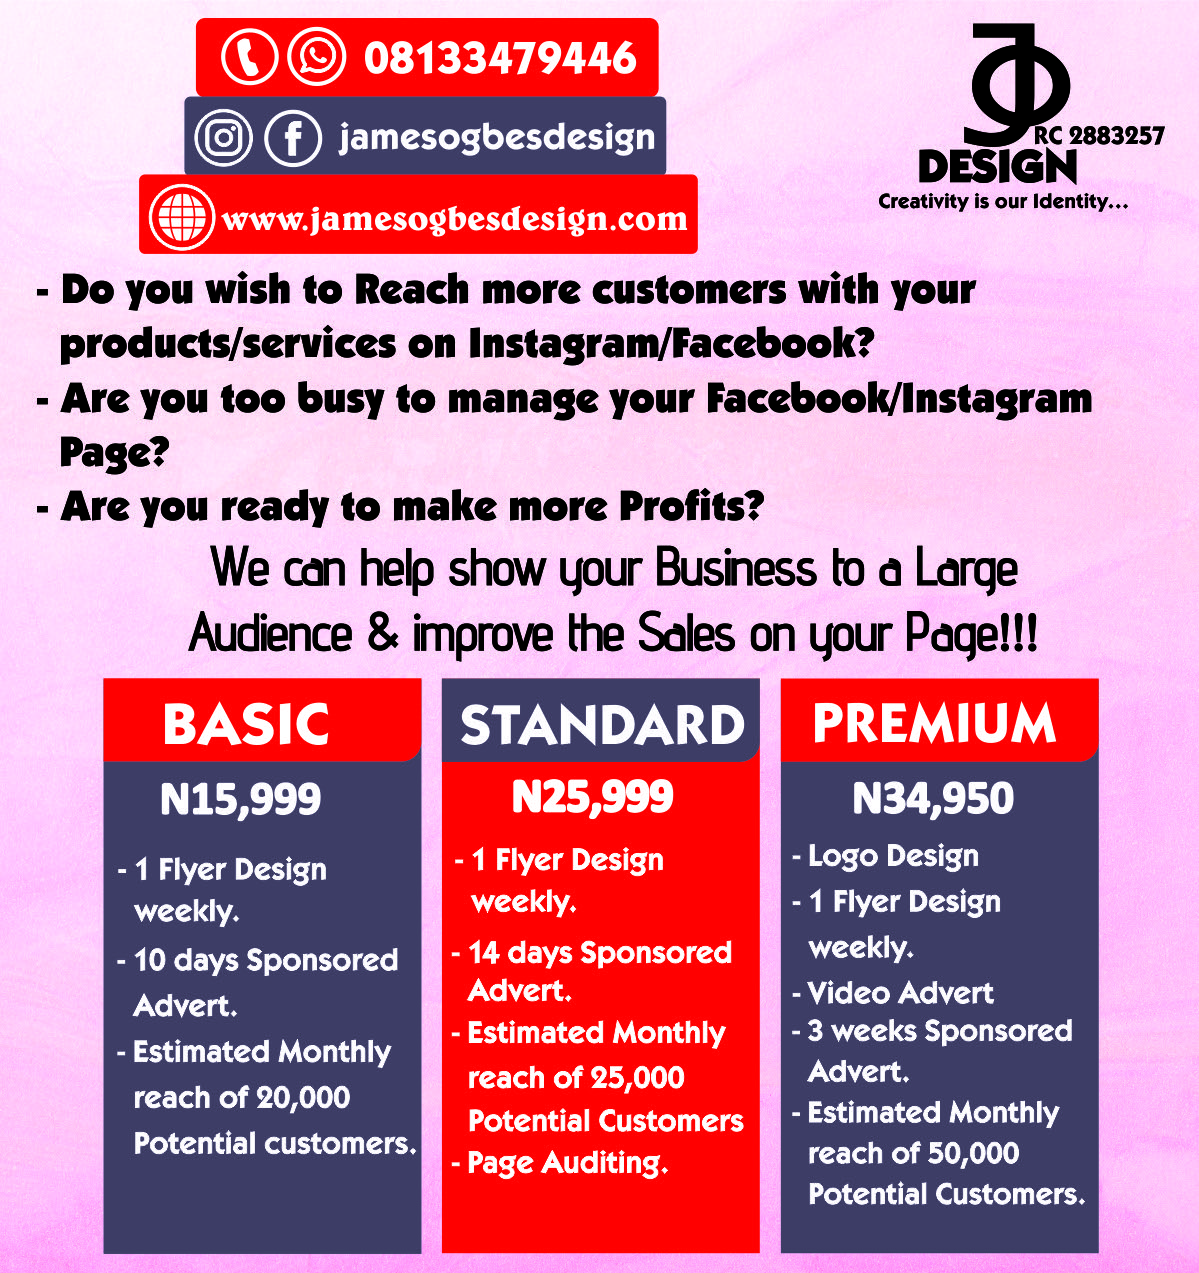 08133479446
jamesogbesdesign
www.jamesogbesdesign.com
JO
RC 2883257
DESIGN
Creativity is our Identity...
- Do you wish to Reach more customers with your
products/services on Instagram/Facebook?
- Are you too busy to manage your Facebook/Instagram
Page?
- Are you ready to make more Profits?
We can help show your Business to a Large
Audience & improve the Sales on your Page!!!
BASIC
N15,999
- 1 Flyer Design
weekly.
- 10 days Sponsored
Advert.
- Estimated Monthly
reach of 20,000
Potential customers.
STANDARD
N25,999
- 1 Flyer Design
weekly.
- 14 days Sponsored
Advert.
- Estimated Monthly
reach of 25,000
Potential Customers
- Page Auditing.
PREMIUM
N34,950
- Logo Design
- 1 Flyer Design
weekly.
- Video Advert
- 3 weeks Sponsored
Advert.
- Estimated Monthly
reach of 50,000
Potential Customers.